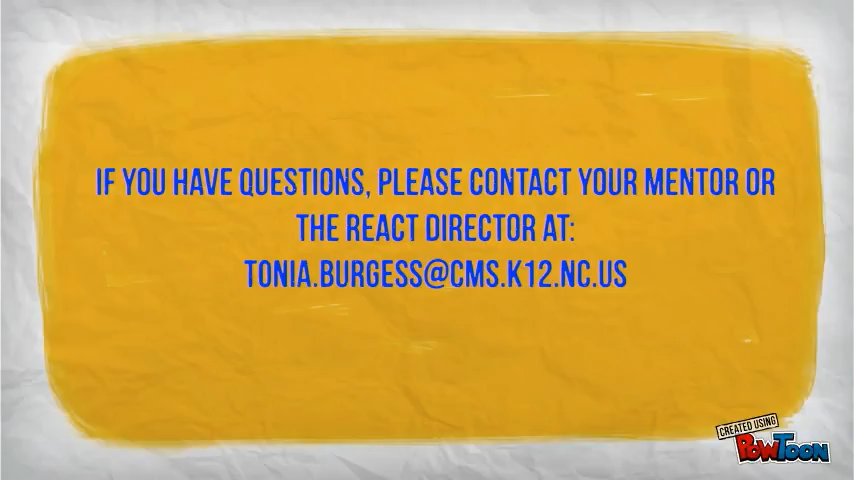 IF YOU HAVE QUESTIONS, PLEASE CONTACT YOUR MENTOR OR
THE REACT DIRECTOR AT:
TONIA.BURGESS@CMS.K12.NC.US
CREATED USING
POWTOON